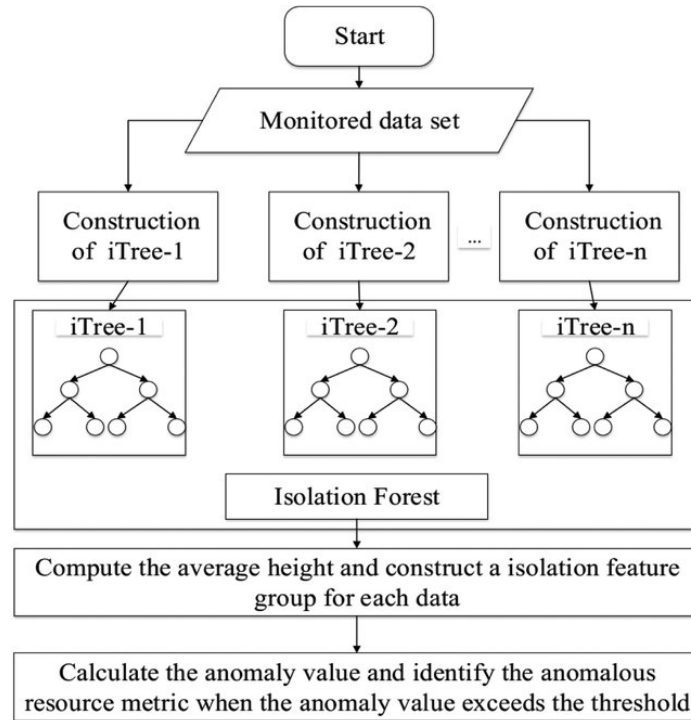 Start
Monitored data set
Construction
of iTree-1
Construction
of iTree-2
...
Construction
of iTree-n
iTree-1
iTree-2
iTree-n
Isolation Forest
Compute the average height and construct a isolation feature
group for each data
Calculate the anomaly value and identify the anomalous
resource metric when the anomaly value exceeds the threshold